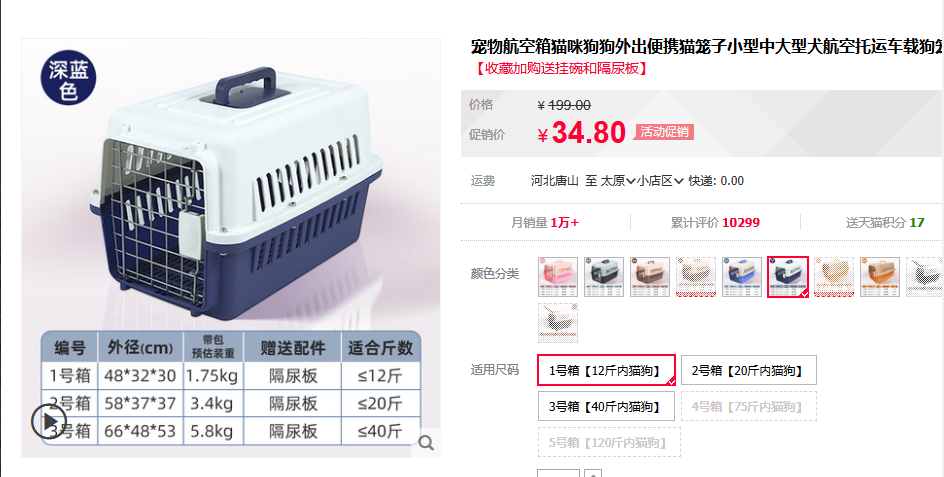 宠物航空箱猫咪狗狗外出便携猫笼子小型中大型犬航空托运车载狗笼
【收藏加购送挂碗和隔尿板】
深蓝色
价格 ¥ 199.00
促销价 ¥ 34.80 活动促销
运费 河北唐山 至 太原 小店区 快递: 0.00
月销量 1万+ 累计评价 10299 送天猫积分 17
颜色分类
编号 外径(cm) 带包预估装重 赠送配件 适合斤数
1号箱 48*32*30 1.75kg 隔尿板 ≤12斤
2号箱 58*37*37 3.4kg 隔尿板 ≤20斤
3号箱 66*48*53 5.8kg 隔尿板 ≤40斤
适用尺码 1号箱【12斤内猫狗】 2号箱【20斤内猫狗】
3号箱【40斤内猫狗】 4号箱【75斤内猫狗】
5号箱【120斤内猫狗】